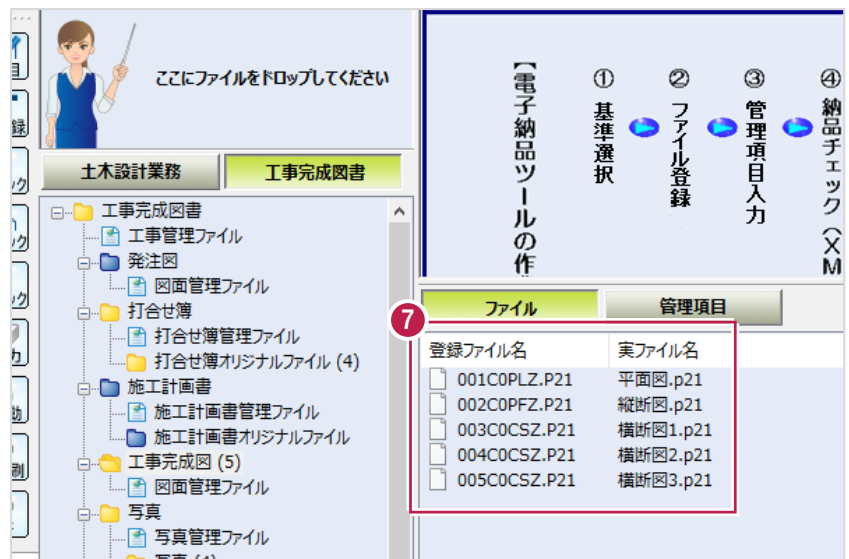 ここにファイルをドロップしてください
土木設計業務
工事完成図書
工事完成図書
工事管理ファイル
発注図
図面管理ファイル
打合せ簿
打合せ簿管理ファイル
打合せ簿オリジナルファイル (4)
施工計画書
施工計画書管理ファイル
施工計画書オリジナルファイル
工事完成図 (5)
図面管理ファイル
写真
写真管理ファイル
【電子納品ツールの作
① 基準選択
② ファイル登録
③ 管理項目入力
④ 納品チェック（XM
7
ファイル
管理項目
登録ファイル名 実ファイル名
001C0PLZ.P21 平面図.p21
002C0PFZ.P21 縦断図.p21
003C0CSZ.P21 横断図1.p21
004C0CSZ.P21 横断図2.p21
005C0CSZ.P21 横断図3.p21